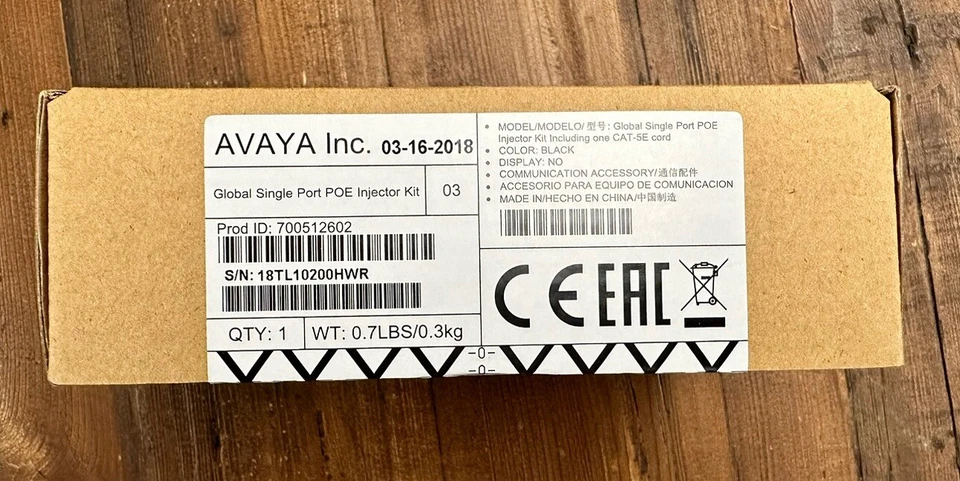 AVAYA Inc. 03-16-2018
Global Single Port POE Injector Kit
03
Prod ID: 700512602
S/N: 18TL10200HWR
QTY: 1
WT: 0.7LBS/0.3kg
• MODEL/MODELO/ 型号: Global Single Port POE
Injector Kit Including one CAT-5E cord
• COLOR: BLACK
• DISPLAY: NO
• COMMUNICATION ACCESSORY/通信配件
• ACCESORIO PARA EQUIPO DE COMUNICACION
• MADE IN/HECHO EN CHINA/中国制造
CE EAC
-0-
-0-